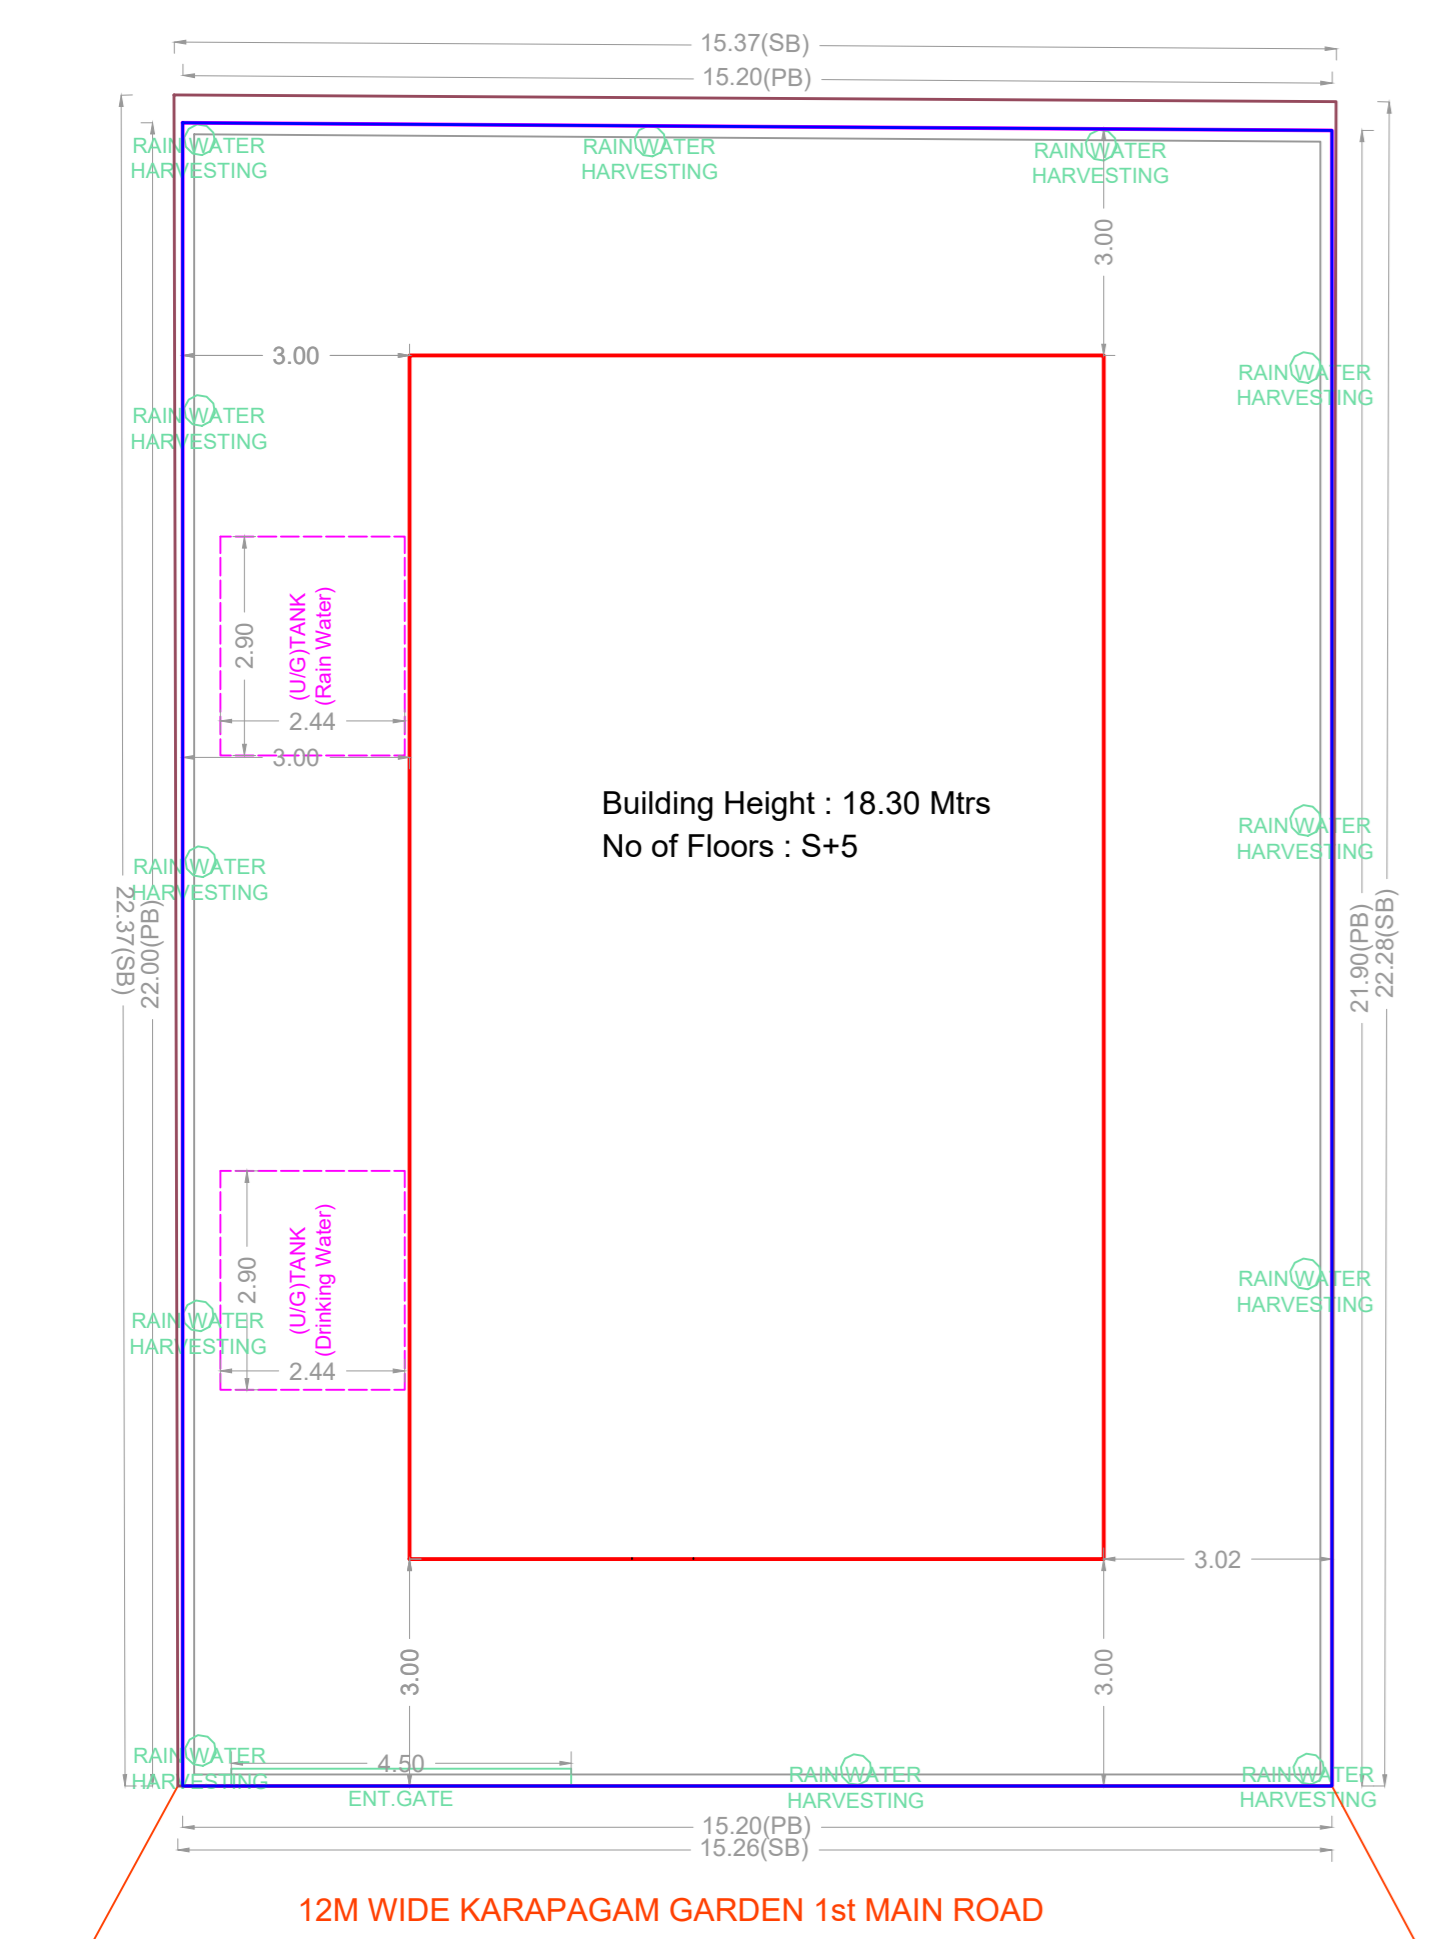 15.37(SB)
15.20(PB)
RAIN WATER
HARVESTING
RAIN WATER
HARVESTING
RAIN WATER
HARVESTING
3.00
3.00
RAIN WATER
HARVESTING
RAIN WATER
HARVESTING
2.90
(U/G)TANK
(Rain Water)
2.44
3.00
Building Height : 18.30 Mtrs
No of Floors : S+5
RAIN WATER
HARVESTING
RAIN WATER
HARVESTING
22.37(SB)
22.00(PB)
21.90(PB)
22.28(SB)
2.90
(U/G)TANK
(Drinking Water)
2.44
RAIN WATER
HARVESTING
RAIN WATER
HARVESTING
3.02
3.00
3.00
RAIN WATER
HARVESTING
4.50
ENT.GATE
RAIN WATER
HARVESTING
RAIN WATER
HARVESTING
15.20(PB)
15.26(SB)
12M WIDE KARAPAGAM GARDEN 1st MAIN ROAD